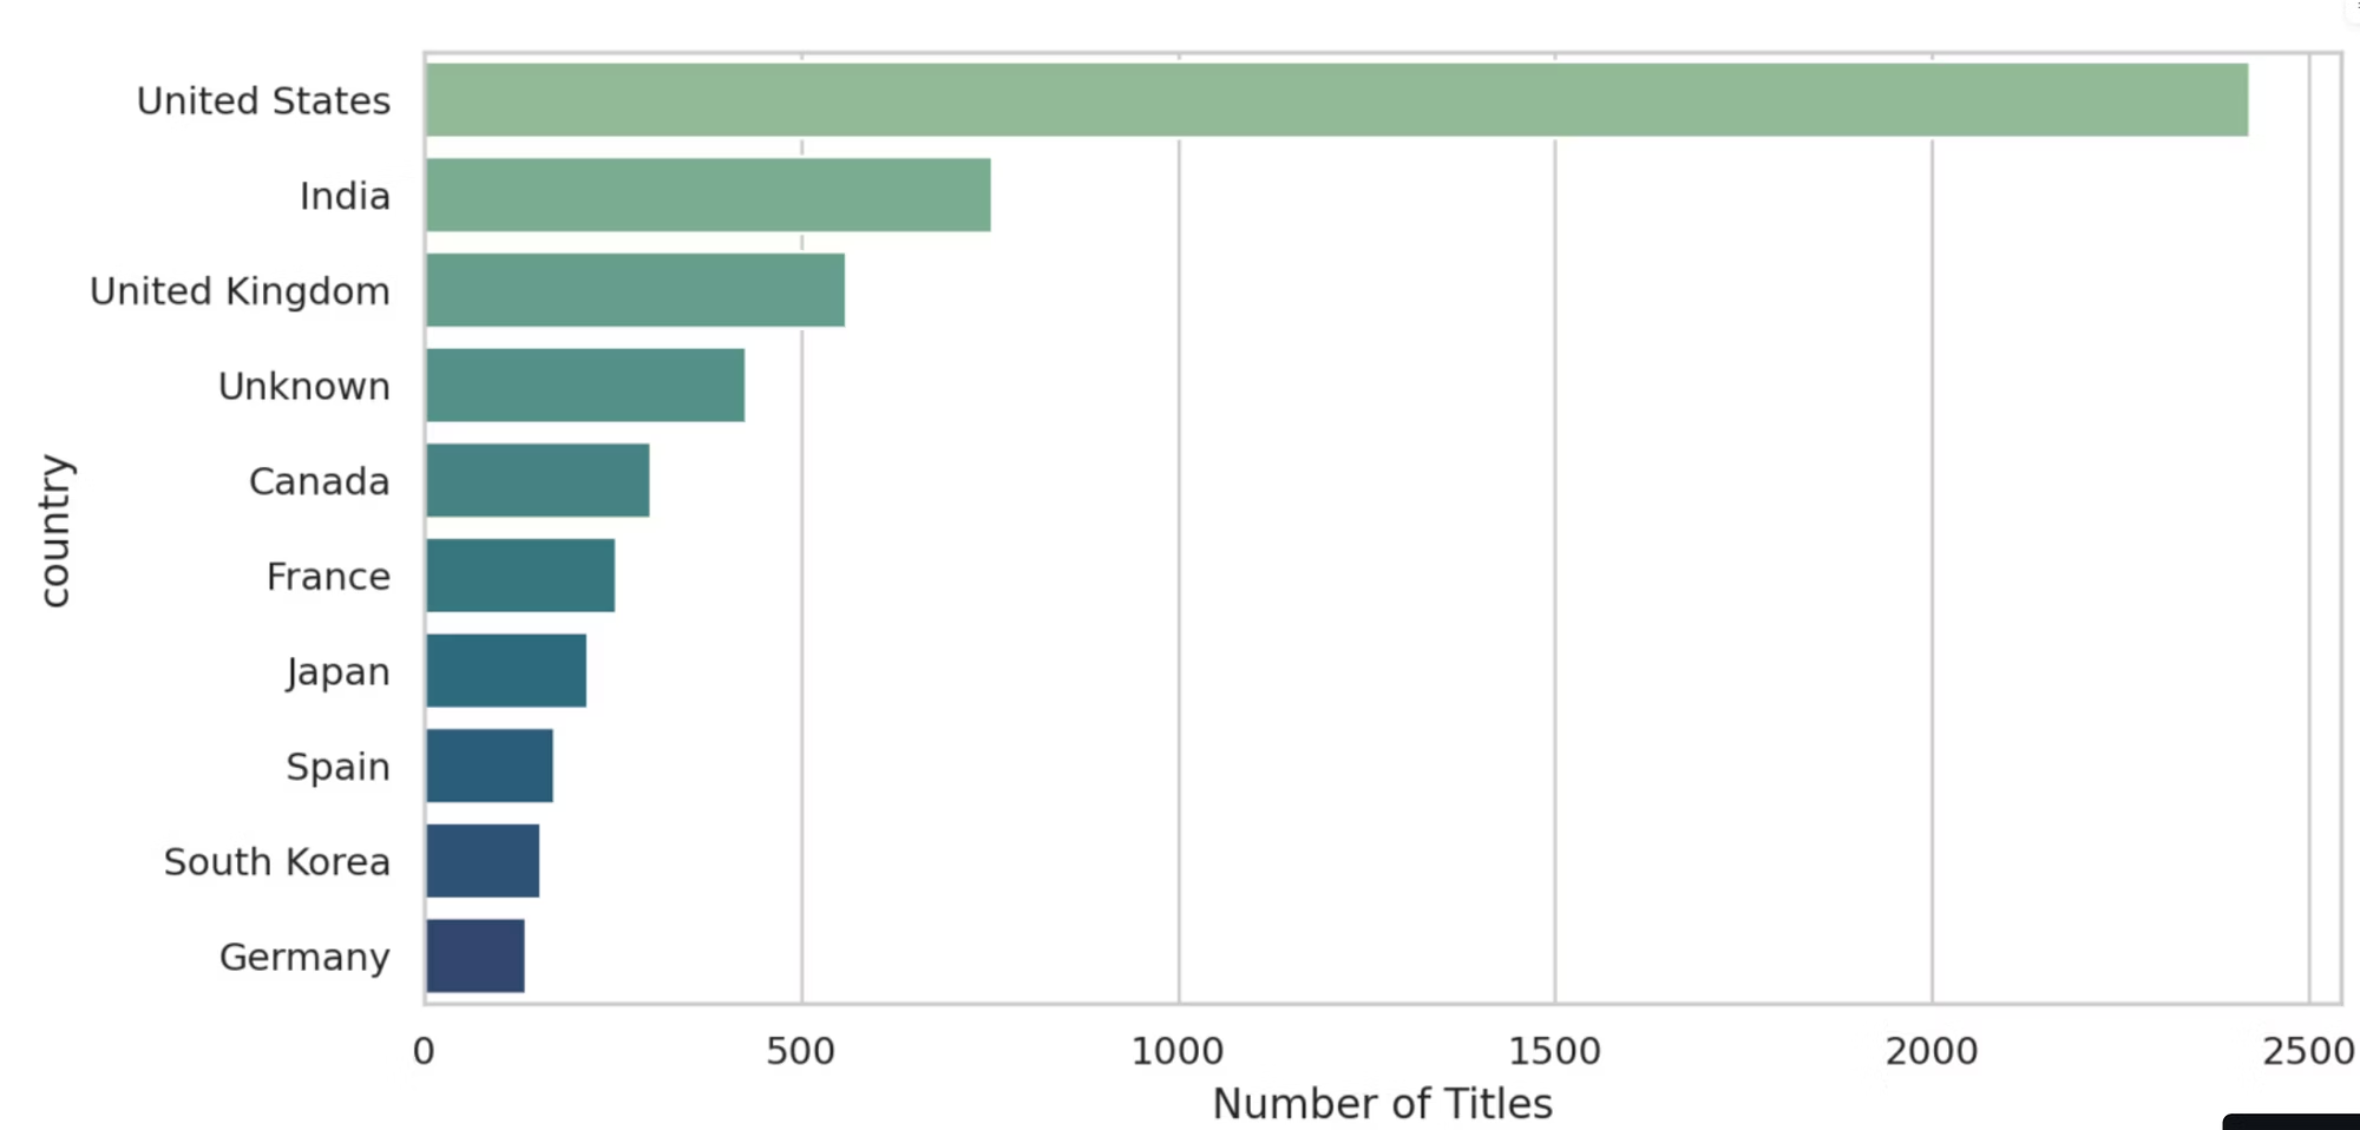 United States
India
United Kingdom
Unknown
Canada
France
Japan
Spain
South Korea
Germany
country
0 500 1000 1500 2000 2500
Number of Titles